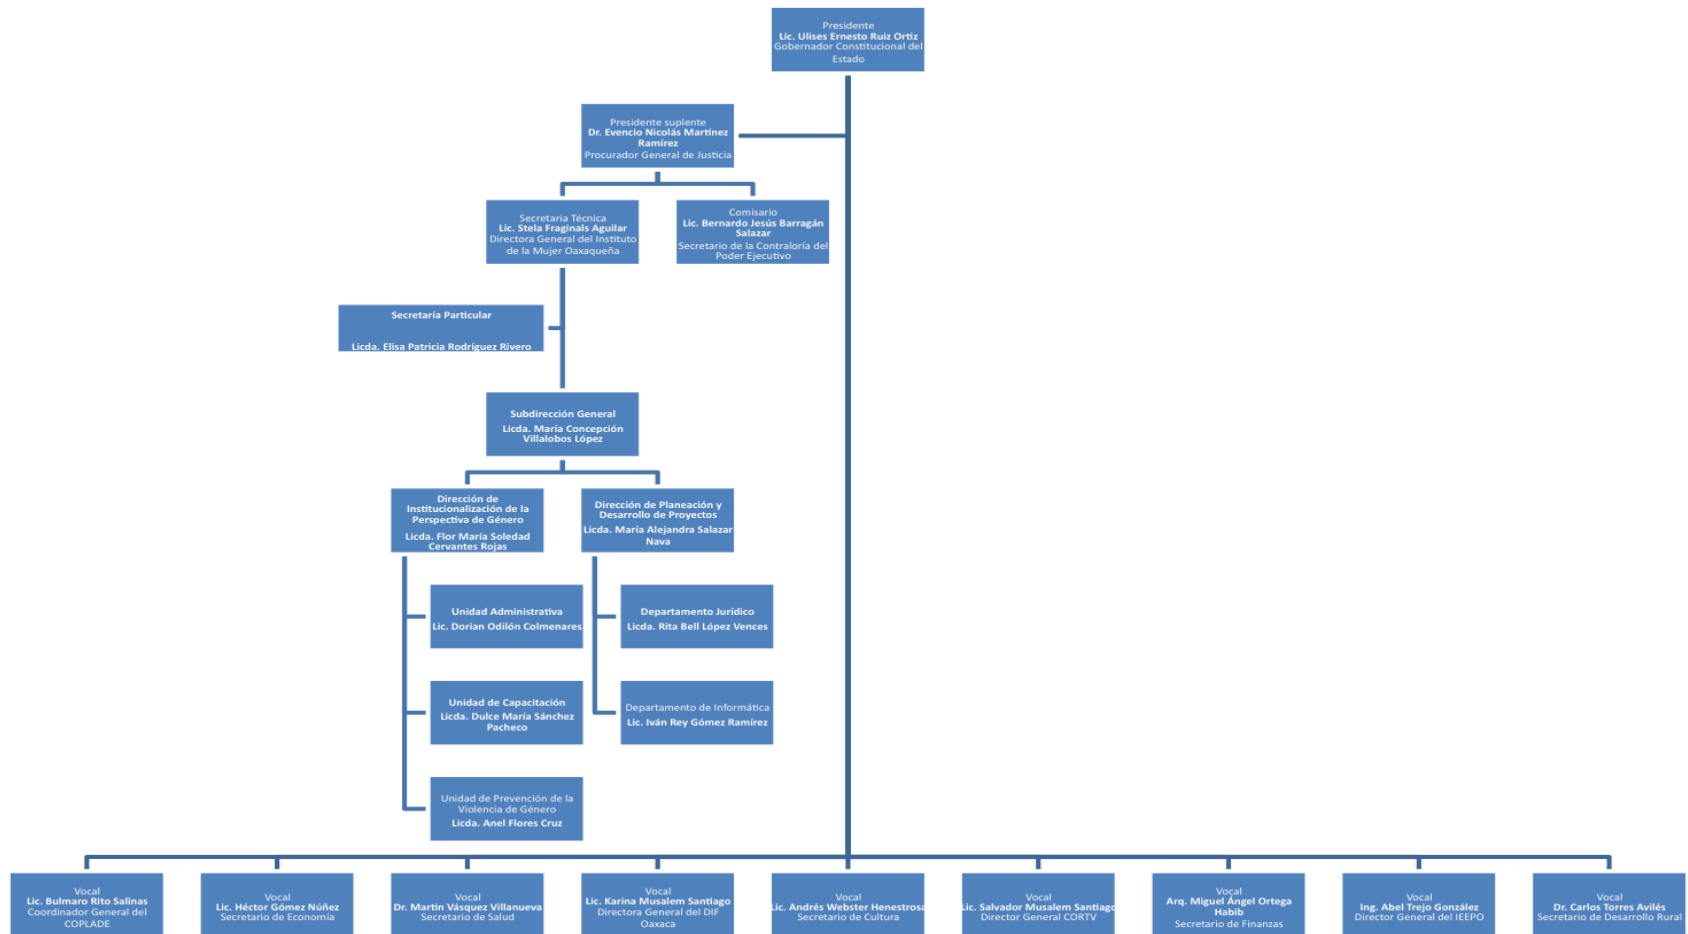 Presidente
Lic. Ulises Ernesto Ruiz Ortiz
Gobernador Constitucional del
Estado
Presidente suplente
Dr. Evencio Nicolás Martínez
Ramírez
Procurador General de Justicia
Secretaria Técnica
Lic. Stela Fraginals Aguilar
Directora General del Instituto
de la Mujer Oaxaqueña
Comisario
Lic. Bernardo Jesús Barragán
Salazar
Secretario de la Contraloría del
Poder Ejecutivo
Secretaría Particular
Licda. Elisa Patricia Rodríguez Rivero
Subdirección General
Licda. María Concepción
Villalobos López
Dirección de
Institucionalización de la
Perspectiva de Género
Licda. Flor María Soledad
Cervantes Rojas
Dirección de Planeación y
Desarrollo de Proyectos
Licda. María Alejandra Salazar
Nava
Unidad Administrativa
Lic. Dorian Odilón Colmenares
Departamento Jurídico
Licda. Rita Bell López Vences
Unidad de Capacitación
Licda. Dulce María Sánchez
Pacheco
Departamento de Informática
Lic. Iván Rey Gómez Ramírez
Unidad de Prevención de la
Violencia de Género
Licda. Anel Flores Cruz
Vocal
Lic. Bulmaro Rito Salinas
Coordinador General del
COPLADE
Vocal
Lic. Héctor Gómez Núñez
Secretario de Economía
Vocal
Dr. Martin Vásquez Villanueva
Secretario de Salud
Vocal
Lic. Karina Musalem Santiago
Directora General del DIF
Oaxaca
Vocal
Lic. Andrés Webster Henestrosa
Secretario de Cultura
Vocal
Lic. Salvador Musalem Santiago
Director General CORTV
Vocal
Arq. Miguel Ángel Ortega
Habib
Secretario de Finanzas
Vocal
Ing. Abel Trejo González
Director General del IEEPO
Vocal
Dr. Carlos Torres Avilés
Secretario de Desarrollo Rural